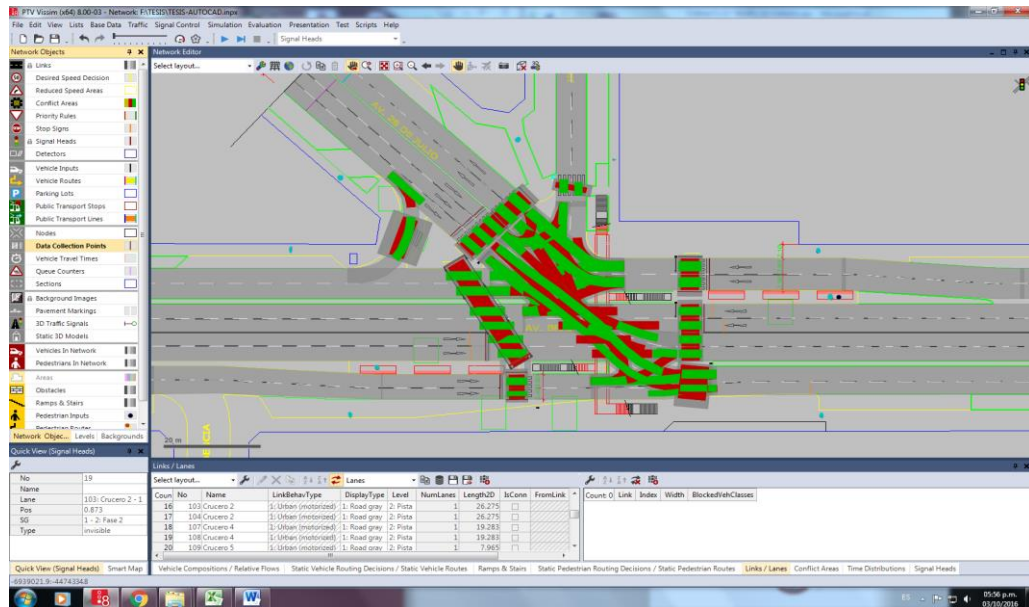 PTV Vissim (x64) 8.00-03 - Network: F:\TESIS\TESIS-AUTOCAD.inpx
File Edit View Lists Base Data Traffic Signal Control Simulation Evaluation Presentation Test Scripts Help
Signal Heads
Network Objects
Network Editor
Select layout...
Links
Desired Speed Decision
Reduced Speed Areas
Conflict Areas
Priority Rules
Stop Signs
Signal Heads
Detectors
Vehicle Inputs
Vehicle Routes
Parking Lots
Public Transport Stops
Public Transport Lines
Nodes
Data Collection Points
Vehicle Travel Times
Queue Counters
Sections
Background Images
Pavement Markings
3D Traffic Signals
Static 3D Models
Vehicles In Network
Pedestrians In Network
Areas
Obstacles
Ramps & Stairs
Pedestrian Inputs
Pedestrian Routes
Network Objec... Levels Backgrounds
AV. 28 DE JULIO
20 m
Quick View (Signal Heads)
No 19
Name
Lane 103: Crucero 2 - 1
Pos 0.873
SG 1 - 2: Fase 2
Type invisible
Quick View (Signal Heads) Smart Map
Links / Lanes
Select layout... Lanes
Coun No Name LinkBehavType DisplayType Level NumLanes Length2D IsConn FromLink
16 103 Crucero 2 1: Urban (motorized) 1: Road gray 2: Pista 1 26.275
17 104 Crucero 2 1: Urban (motorized) 1: Road gray 2: Pista 1 26.275
18 107 Crucero 4 1: Urban (motorized) 1: Road gray 2: Pista 1 19.283
19 108 Crucero 4 1: Urban (motorized) 1: Road gray 2: Pista 1 19.283
20 109 Crucero 5 1: Urban (motorized) 1: Road gray 2: Pista 1 7.965
Count: 0 Link Index Width BlockedVehClasses
Vehicle Compositions / Relative Flows Static Vehicle Routing Decisions / Static Vehicle Routes Ramps & Stairs Static Pedestrian Routing Decisions / Static Pedestrian Routes Links / Lanes Conflict Areas Time Distributions Signal Heads
-6939021.9:-447434.8
ES
05:56 p.m.
03/10/2016